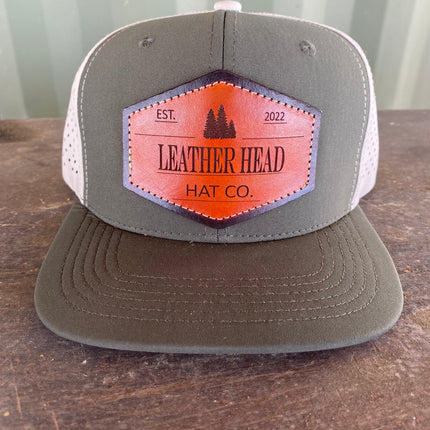 EST. 2022
LEATHER HEAD
HAT CO.